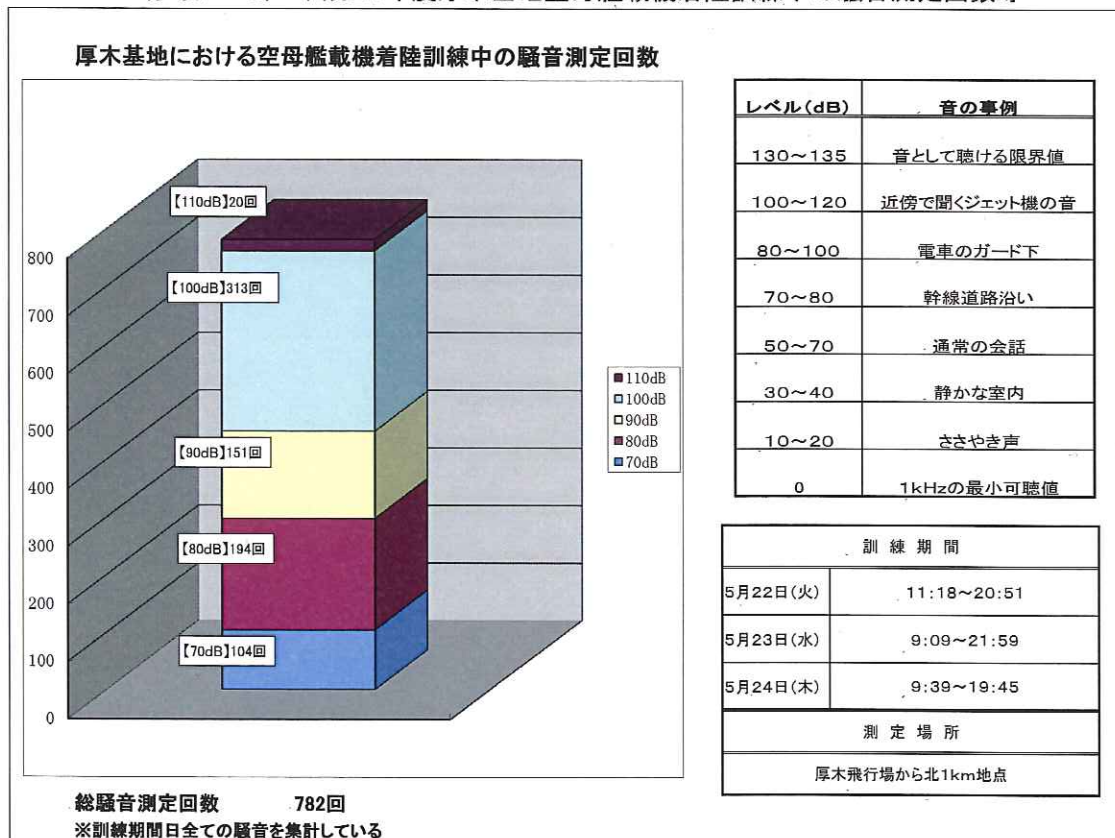 厚木基地における空母艦載機着陸訓練中の騒音測定回数
【110dB】20回
【100dB】313回
【90dB】151回
【80dB】194回
【70dB】104回
800
700
600
500
400
300
200
100
0
110dB
100dB
90dB
80dB
70dB
総騒音測定回数 782回
※訓練期間日全ての騒音を集計している
レベル(dB) 音の事例
130～135 音として聴ける限界値
100～120 近傍で聞くジェット機の音
80～100 電車のガード下
70～80 幹線道路沿い
50～70 通常の会話
30～40 静かな室内
10～20 ささやき声
0 1kHzの最小可聴値
訓練期間
5月22日(火) 11:18～20:51
5月23日(水) 9:09～21:59
5月24日(木) 9:39～19:45
測定場所
厚木飛行場から北1km地点